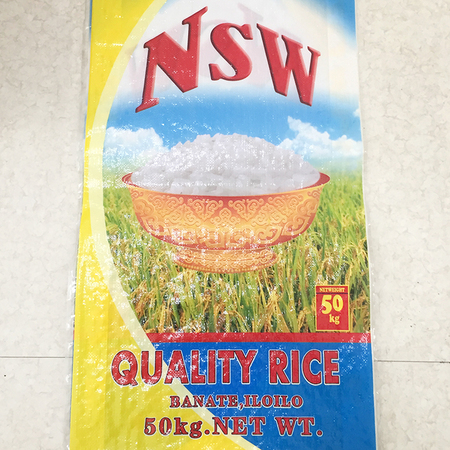 NSW
NETWEIGHT
50
kg
QUALITY RICE
BANATE,ILOILO
50kg.NET WT.